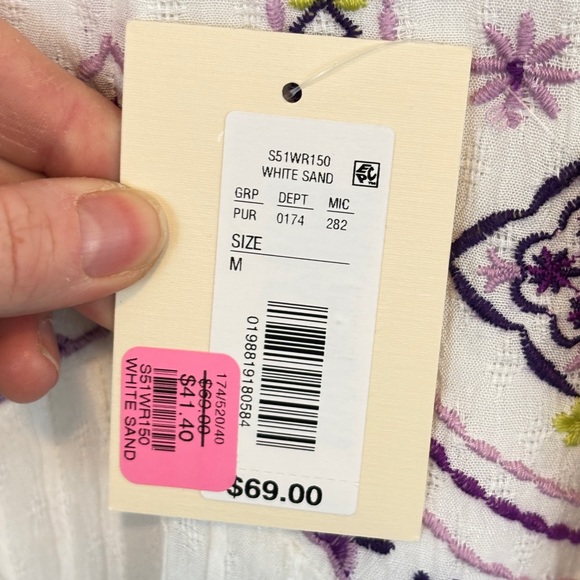 S51WR150
WHITE SAND
GRP DEPT MIC
PUR 0174 282
SIZE
M
0198819180584
$69.00
174/520/40
$69.00
$41.40
S51WR150
WHITE SAND